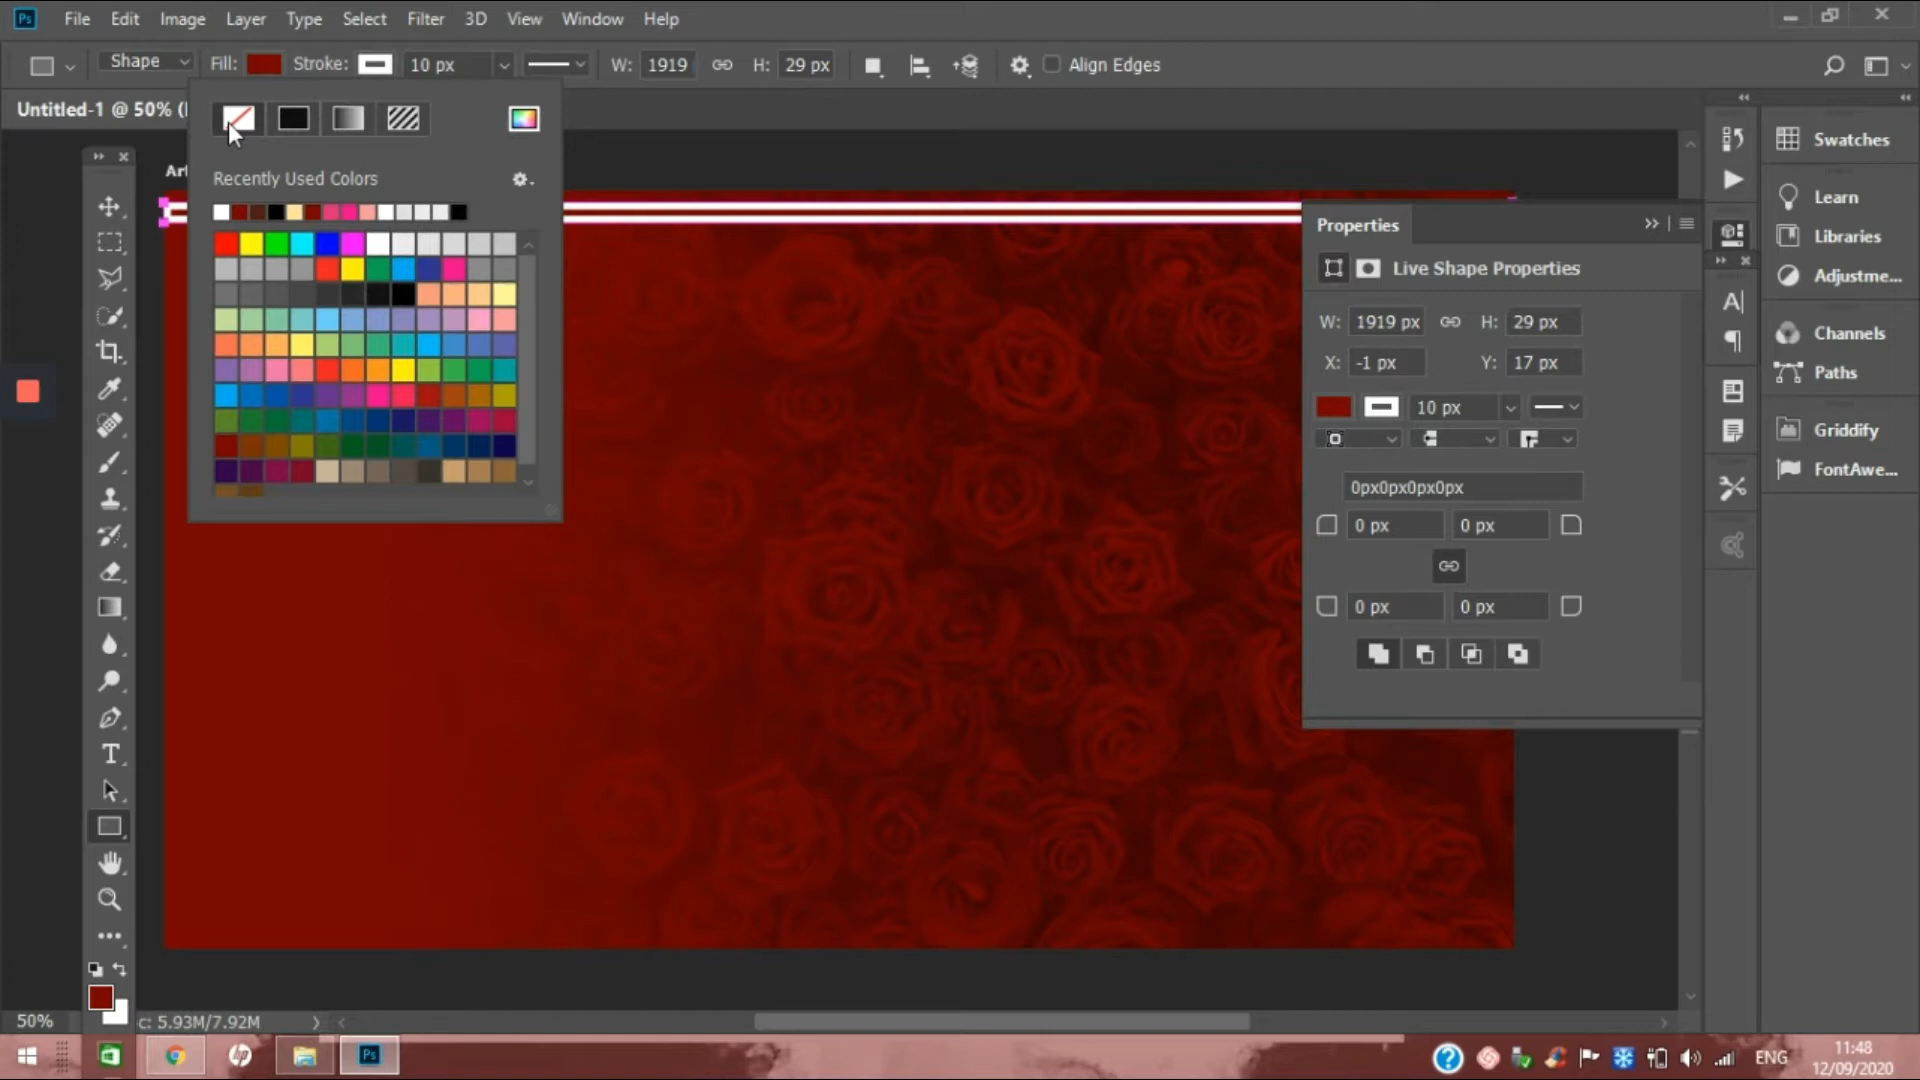 Ps File Edit Image Layer Type Select Filter 3D View Window Help
Shape Fill: Stroke: 10 px W: 1919 H: 29 px Align Edges
Untitled-1 @ 50% (
Recently Used Colors
Properties
Live Shape Properties
W: 1919 px H: 29 px
X: -1 px Y: 17 px
10 px
0px0px0px0px
0 px 0 px
0 px 0 px
Swatches
Learn
Libraries
Adjustme...
Channels
Paths
Griddify
FontAwe...
50% c: 5.93M/7.92M
hp Ps ENG
11:48
12/09/2020